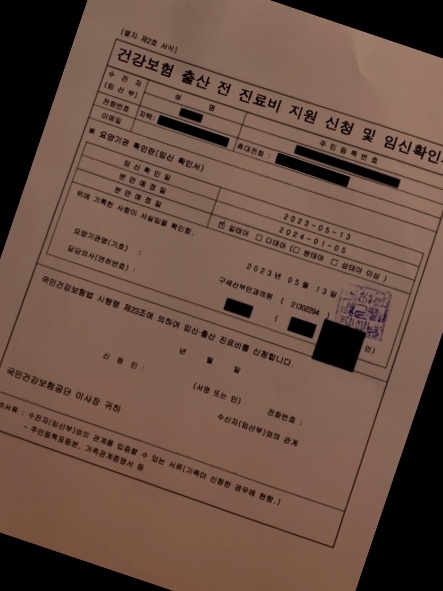 [별지 제2호 서식]
건강보험 출산 전 진료비 지원 신청 및 임신확인
수 진 자
(임 산 부)
성 명
주 민 등 록 번 호
전화번호
자택:
휴대전화 :
이메일
※ 요양기관 확인란(임신 확인서)
임 신 확 인 일
2023-05-13
분 만 예 정 일
2024-01-05
분 만 예 정 일
☑ 일태아 □ 다태아 (□ 쌍태아 □ 삼태아 이상 )
위에 기록한 사항이 사실임을 확인함.
2023 년 05 월 13 일
요양기관명(기호) :
구세산부인과의원 ( 21302294 )
담당의사(면허번호) :
( 인)
국민건강보험법 시행령 제23조에 의하여 임신·출산 진료비를 신청합니다.
년 월 일
신 청 인 :
(서명 또는 인)
전화번호 :
수진자(임산부)와의 관계
국민건강보험공단 이사장 귀하
서류 : 수진자(임산부)와의 관계를 입증할 수 있는 서류(가족이 신청한 경우에 한함.)
- 주민등록표등본, 가족관계증명서 등